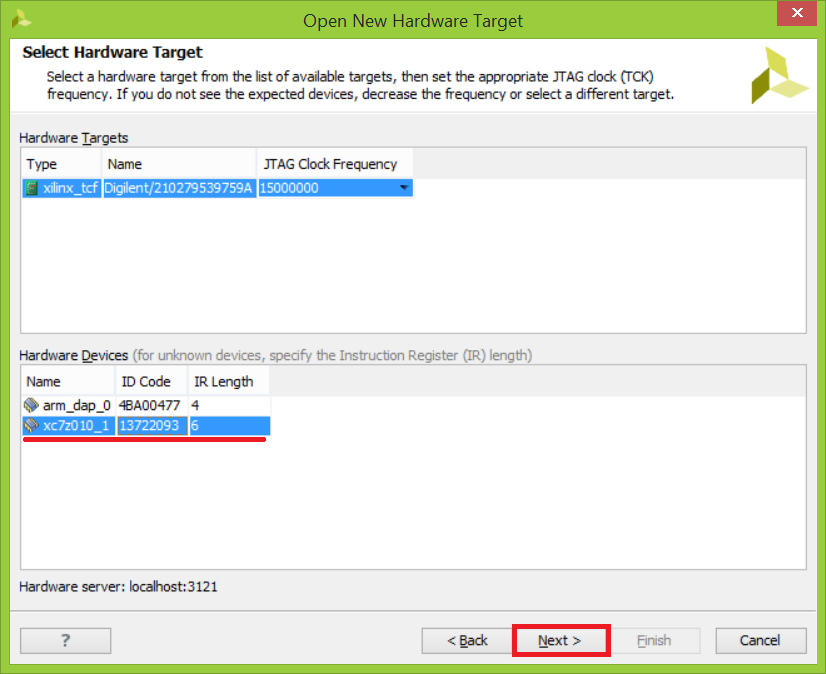 Open New Hardware Target
Select Hardware Target
Select a hardware target from the list of available targets, then set the appropriate JTAG clock (TCK)
frequency. If you do not see the expected devices, decrease the frequency or select a different target.
Hardware Targets
Type Name JTAG Clock Frequency
xilinx_tcf Digilent/210279539759A 15000000
Hardware Devices (for unknown devices, specify the Instruction Register (IR) length)
Name ID Code IR Length
arm_dap_0 4BA00477 4
xc7z010_1 13722093 6
Hardware server: localhost:3121
? < Back Next > Finish Cancel